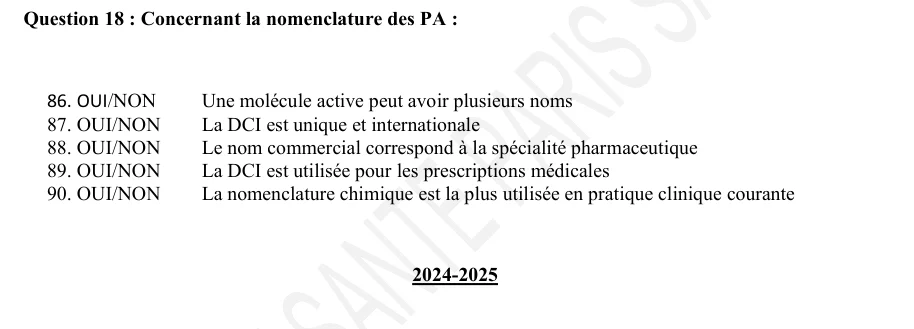 Question 18 : Concernant la nomenclature des PA :
86. OUI/NON Une molécule active peut avoir plusieurs noms
87. OUI/NON La DCI est unique et internationale
88. OUI/NON Le nom commercial correspond à la spécialité pharmaceutique
89. OUI/NON La DCI est utilisée pour les prescriptions médicales
90. OUI/NON La nomenclature chimique est la plus utilisée en pratique clinique courante
SANTE PARIS
2024-2025